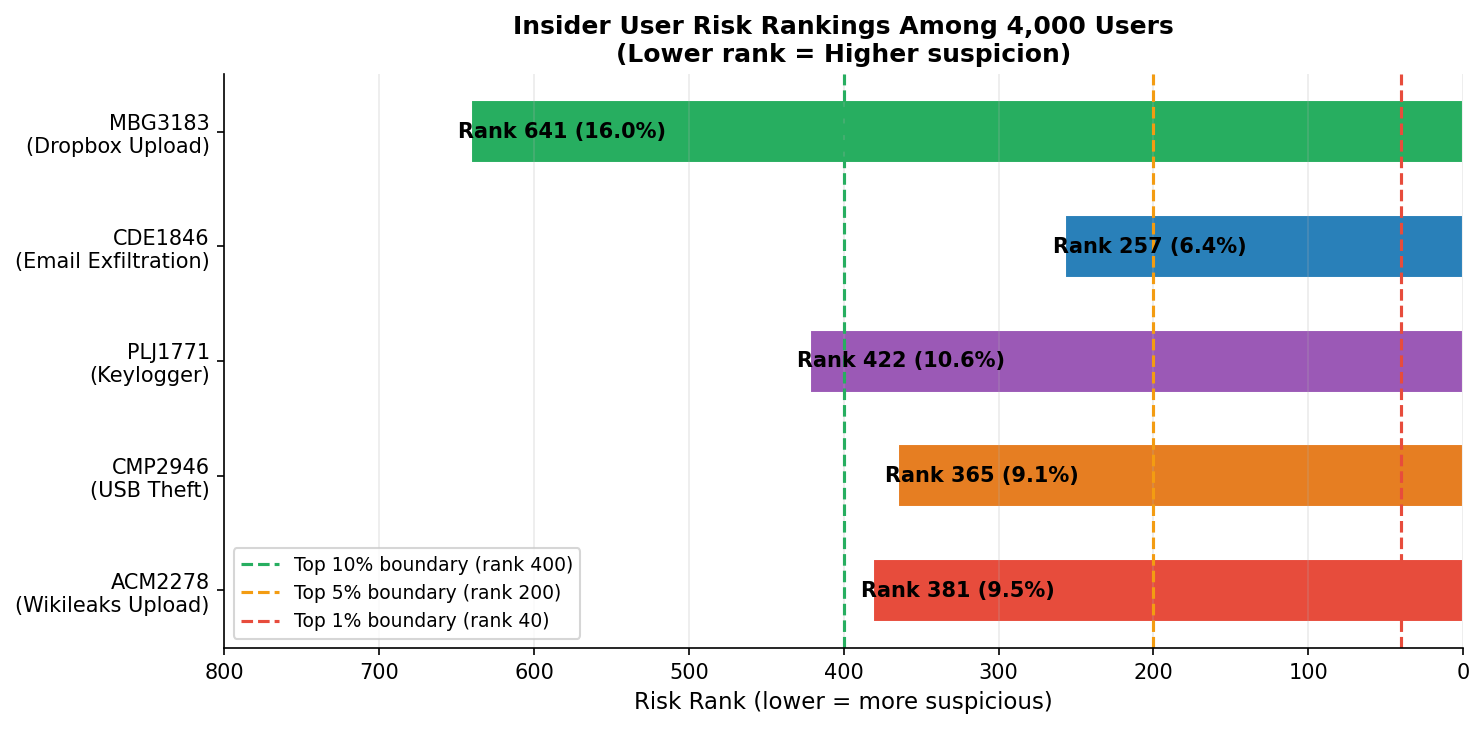 Insider User Risk Rankings Among 4,000 Users
(Lower rank = Higher suspicion)
MBG3183
(Dropbox Upload)
Rank 641 (16.0%)
CDE1846
(Email Exfiltration)
Rank 257 (6.4%)
PLJ1771
(Keylogger)
Rank 422 (10.6%)
CMP2946
(USB Theft)
Rank 365 (9.1%)
ACM2278
(Wikileaks Upload)
Rank 381 (9.5%)
Top 10% boundary (rank 400)
Top 5% boundary (rank 200)
Top 1% boundary (rank 40)
800 700 600 500 400 300 200 100 0
Risk Rank (lower = more suspicious)